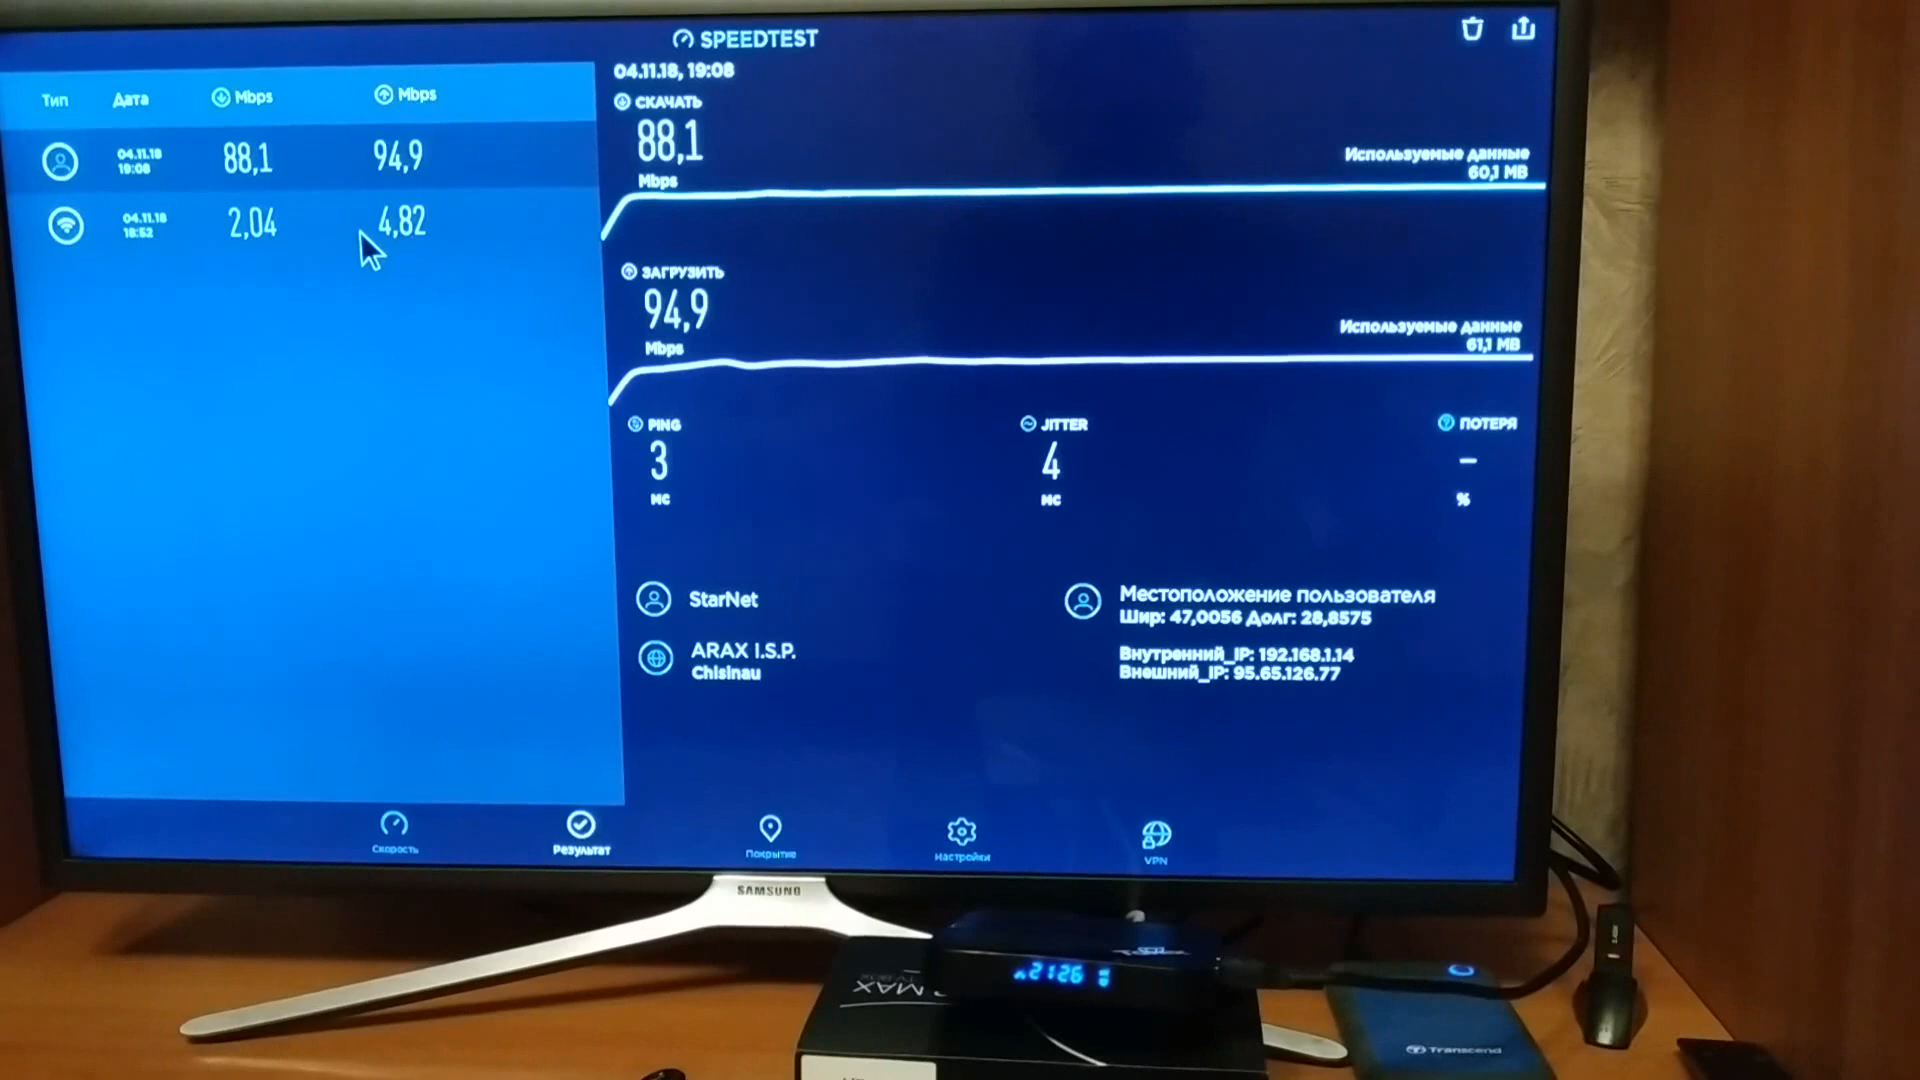 SPEEDTEST
Тип Дата Mbps Mbps
04.11.18 19:08 88,1 94,9
04.11.18 18:52 2,04 4,82
04.11.18, 19:08
СКАЧАТЬ
88,1
Mbps
Используемые данные
60,1 MB
ЗАГРУЗИТЬ
94,9
Mbps
Используемые данные
61,1 MB
PING JITTER ПОТЕРЯ
3 4 –
мс мс %
StarNet
ARAX I.S.P.
Chisinau
Местоположение пользователя
Шир: 47,0056 Долг: 28,8575
Внутренний_IP: 192.168.1.14
Внешний_IP: 95.65.126.77
Скорость Результат Покрытие Настройки VPN
SAMSUNG
21:26
MAX
Transcend